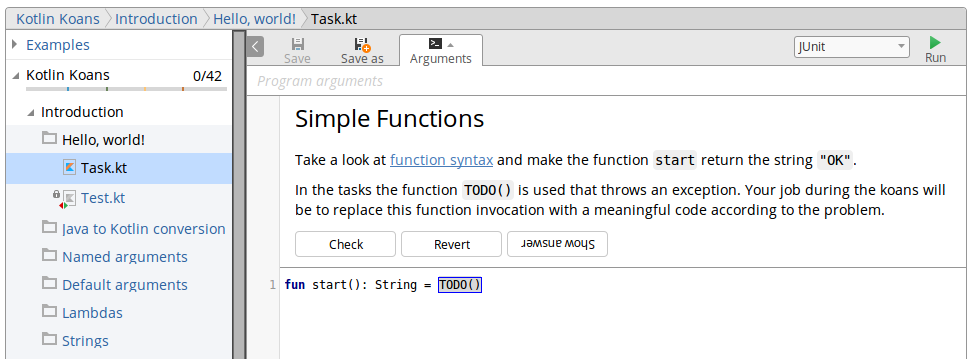 Kotlin Koans Introduction Hello, world! Task.kt
Examples
Kotlin Koans 0/42
Introduction
Hello, world!
Task.kt
Test.kt
Java to Kotlin conversion
Named arguments
Default arguments
Lambdas
Strings
Save
Save as
Arguments
JUnit
Run
Program arguments
Simple Functions
Take a look at function syntax and make the function start return the string "OK".
In the tasks the function TODO() is used that throws an exception. Your job during the koans will
be to replace this function invocation with a meaningful code according to the problem.
Check
Revert
Show answer
1 fun start(): String = TODO()